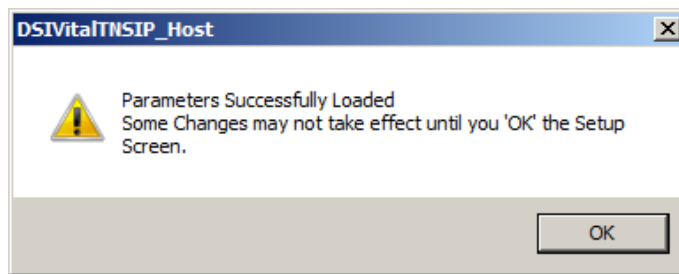 DSIVitalTNSIP_Host
Parameters Successfully Loaded
Some Changes may not take effect until you 'OK' the Setup
Screen.
OK